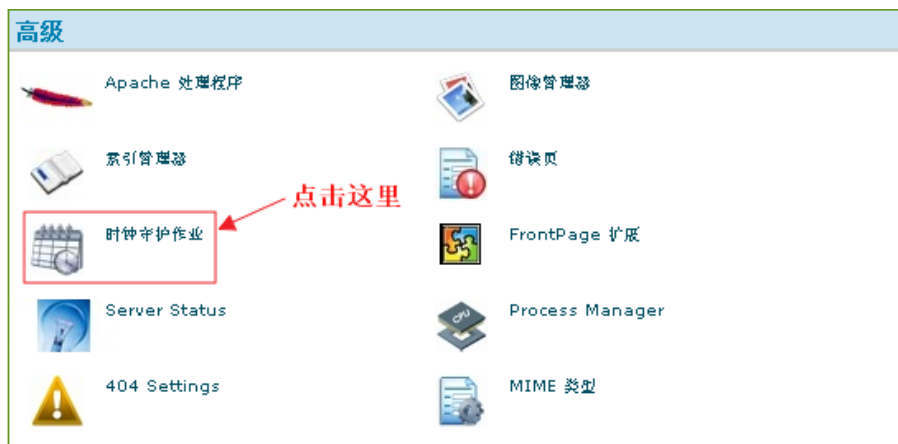 高级
Apache 处理程序
图像管理器
索引管理器
错误页
点击这里
时钟守护作业
FrontPage 扩展
Server Status
Process Manager
404 Settings
MIME 类型
CPU